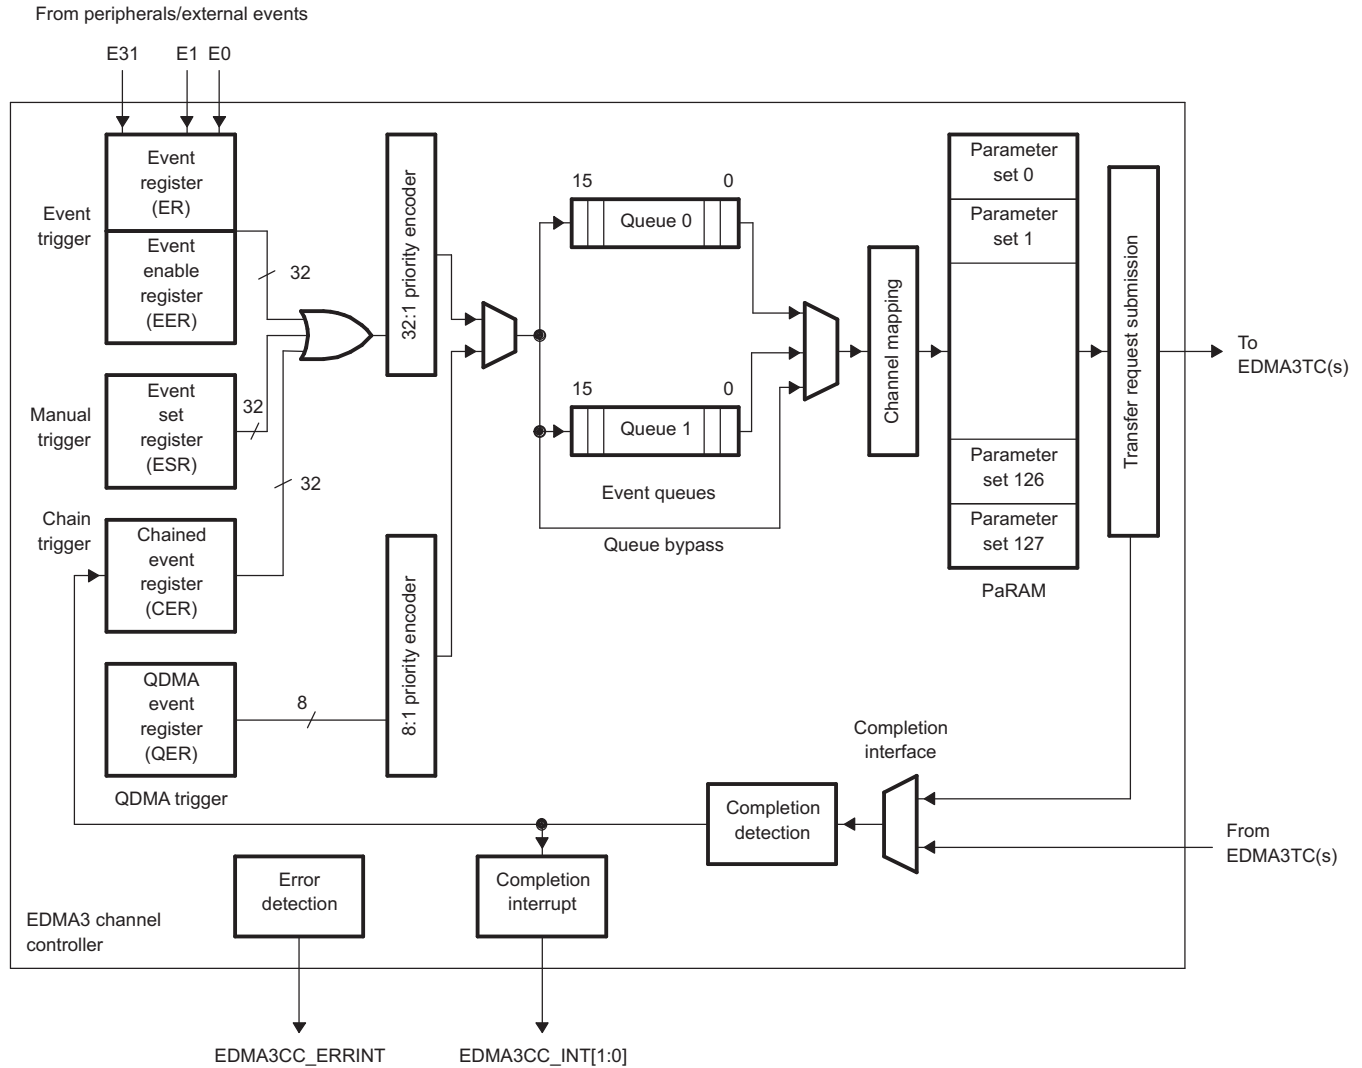 From peripherals/external events
E31
E1
E0
Event
register
(ER)
Event
trigger
Event
enable
register
(EER)
32
Manual
trigger
Event
set
register
(ESR)
32
Chain
trigger
Chained
event
register
(CER)
32
QDMA
event
register
(QER)
8
QDMA trigger
32:1 priority encoder
8:1 priority encoder
15
0
Queue 0
15
0
Queue 1
Event queues
Queue bypass
Channel mapping
Parameter
set 0
Parameter
set 1
Parameter
set 126
Parameter
set 127
PaRAM
Transfer request submission
To
EDMA3TC(s)
Completion
interface
Completion
detection
From
EDMA3TC(s)
Error
detection
Completion
interrupt
EDMA3 channel
controller
EDMA3CC_ERRINT
EDMA3CC_INT[1:0]